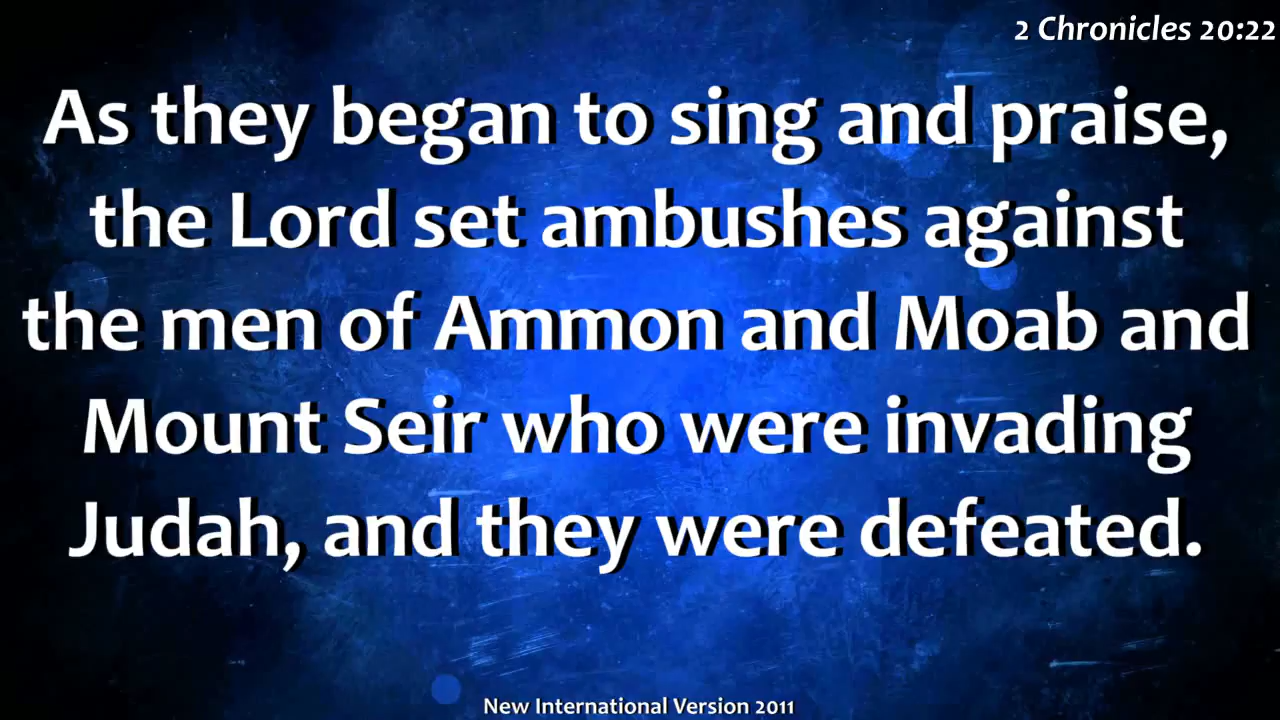 2 Chronicles 20:22
As they began to sing and praise,
the Lord set ambushes against
the men of Ammon and Moab and
Mount Seir who were invading
Judah, and they were defeated.
New International Version 2011